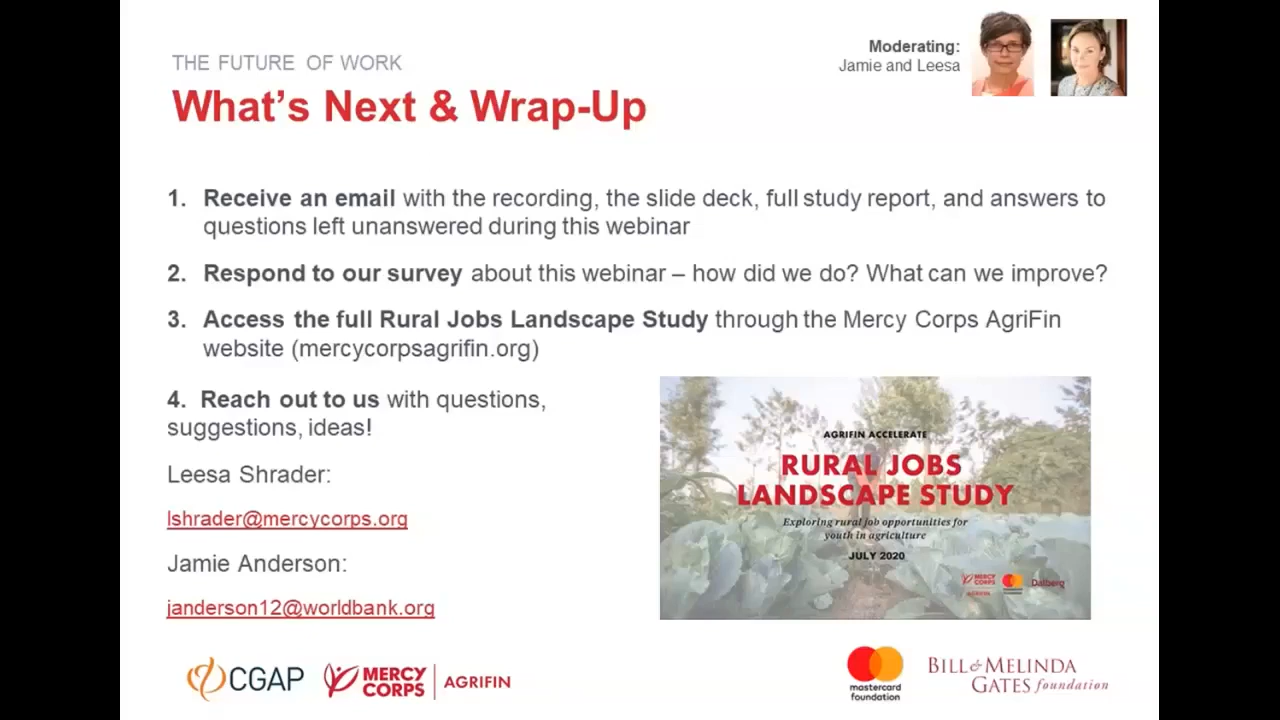 THE FUTURE OF WORK
What's Next & Wrap-Up
Moderating:
Jamie and Leesa
1. Receive an email with the recording, the slide deck, full study report, and answers to
questions left unanswered during this webinar
2. Respond to our survey about this webinar – how did we do? What can we improve?
3. Access the full Rural Jobs Landscape Study through the Mercy Corps AgriFin
website (mercycorpsagrifin.org)
4. Reach out to us with questions,
suggestions, ideas!
Leesa Shrader:
lshrader@mercycorps.org
Jamie Anderson:
janderson12@worldbank.org
AGRIFIN ACCELERATE
RURAL JOBS
LANDSCAPE STUDY
Exploring rural job opportunities for
youth in agriculture
JULY 2020
MERCY
CORPS
AGRIFIN
Dalberg
CGAP
MERCY
CORPS
AGRIFIN
mastercard
foundation
BILL & MELINDA
GATES foundation